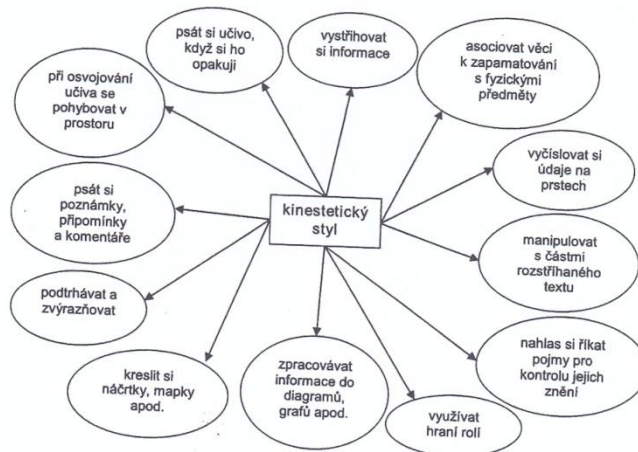 psát si učivo,
když si ho
opakuji
vystřihovat
si informace
asociovat věci
k zapamatování
s fyzickými
předměty
při osvojování
učiva se
pohybovat v
prostoru
vyčíslovat si
údaje na
prstech
psát si
poznámky,
připomínky
a komentáře
kinestetický
styl
manipulovat
s částmi
rozstříhaného
textu
podtrhávat a
zvýrazňovat
nahlas si říkat
pojmy pro
kontrolu jejich
znění
kreslit si
náčrtky, mapky
apod.
zpracovávat
informace do
diagramů,
grafů apod.
využívat
hraní rolí